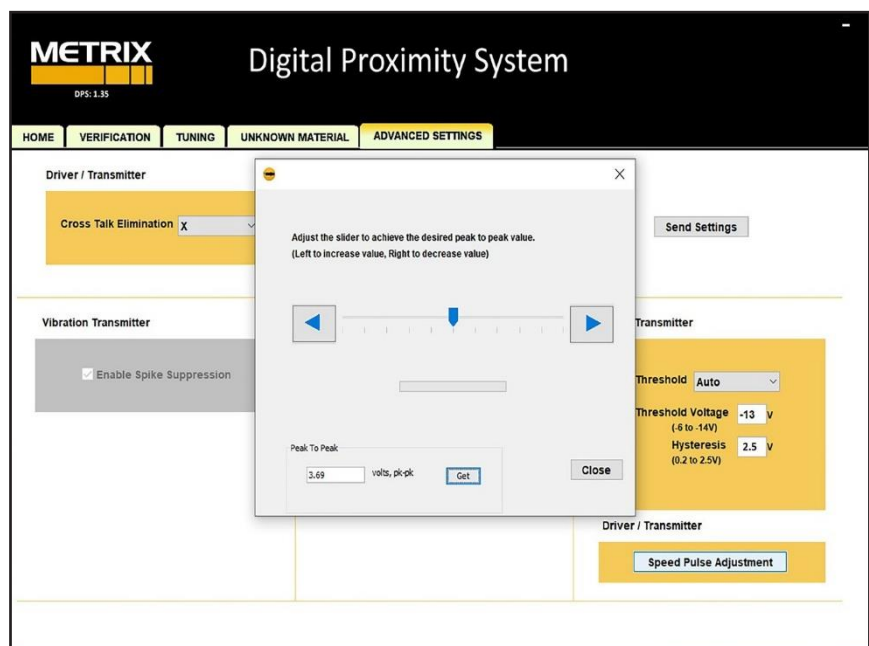 METRIX
DPS: 1.35
Digital Proximity System
HOME
VERIFICATION
TUNING
UNKNOWN MATERIAL
ADVANCED SETTINGS
Driver / Transmitter
Cross Talk Elimination X
Send Settings
Adjust the slider to achieve the desired peak to peak value.
(Left to increase value, Right to decrease value)
Vibration Transmitter
Enable Spike Suppression
Peak To Peak
3.69 volts, pk-pk Get
Close
Transmitter
Threshold Auto
Threshold Voltage -13 V
(-6 to -14V)
Hysteresis 2.5 V
(0.2 to 2.5V)
Driver / Transmitter
Speed Pulse Adjustment